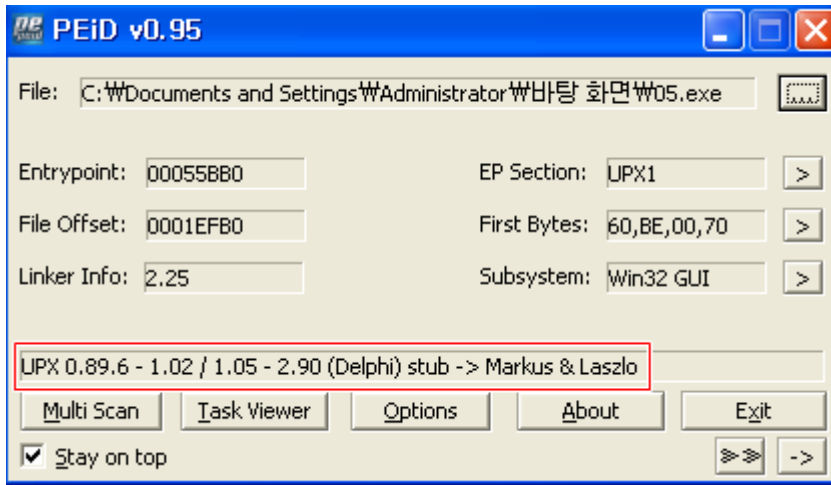 PEiD v0.95
File: C:₩Documents and Settings₩Administrator₩바탕 화면₩05.exe ...
Entrypoint: 00055BB0 EP Section: UPX1 >
File Offset: 0001EFB0 First Bytes: 60,BE,00,70 >
Linker Info: 2.25 Subsystem: Win32 GUI >
UPX 0.89.6 - 1.02 / 1.05 - 2.90 (Delphi) stub -> Markus & Laszlo
Multi Scan Task Viewer Options About Exit
Stay on top >> ->